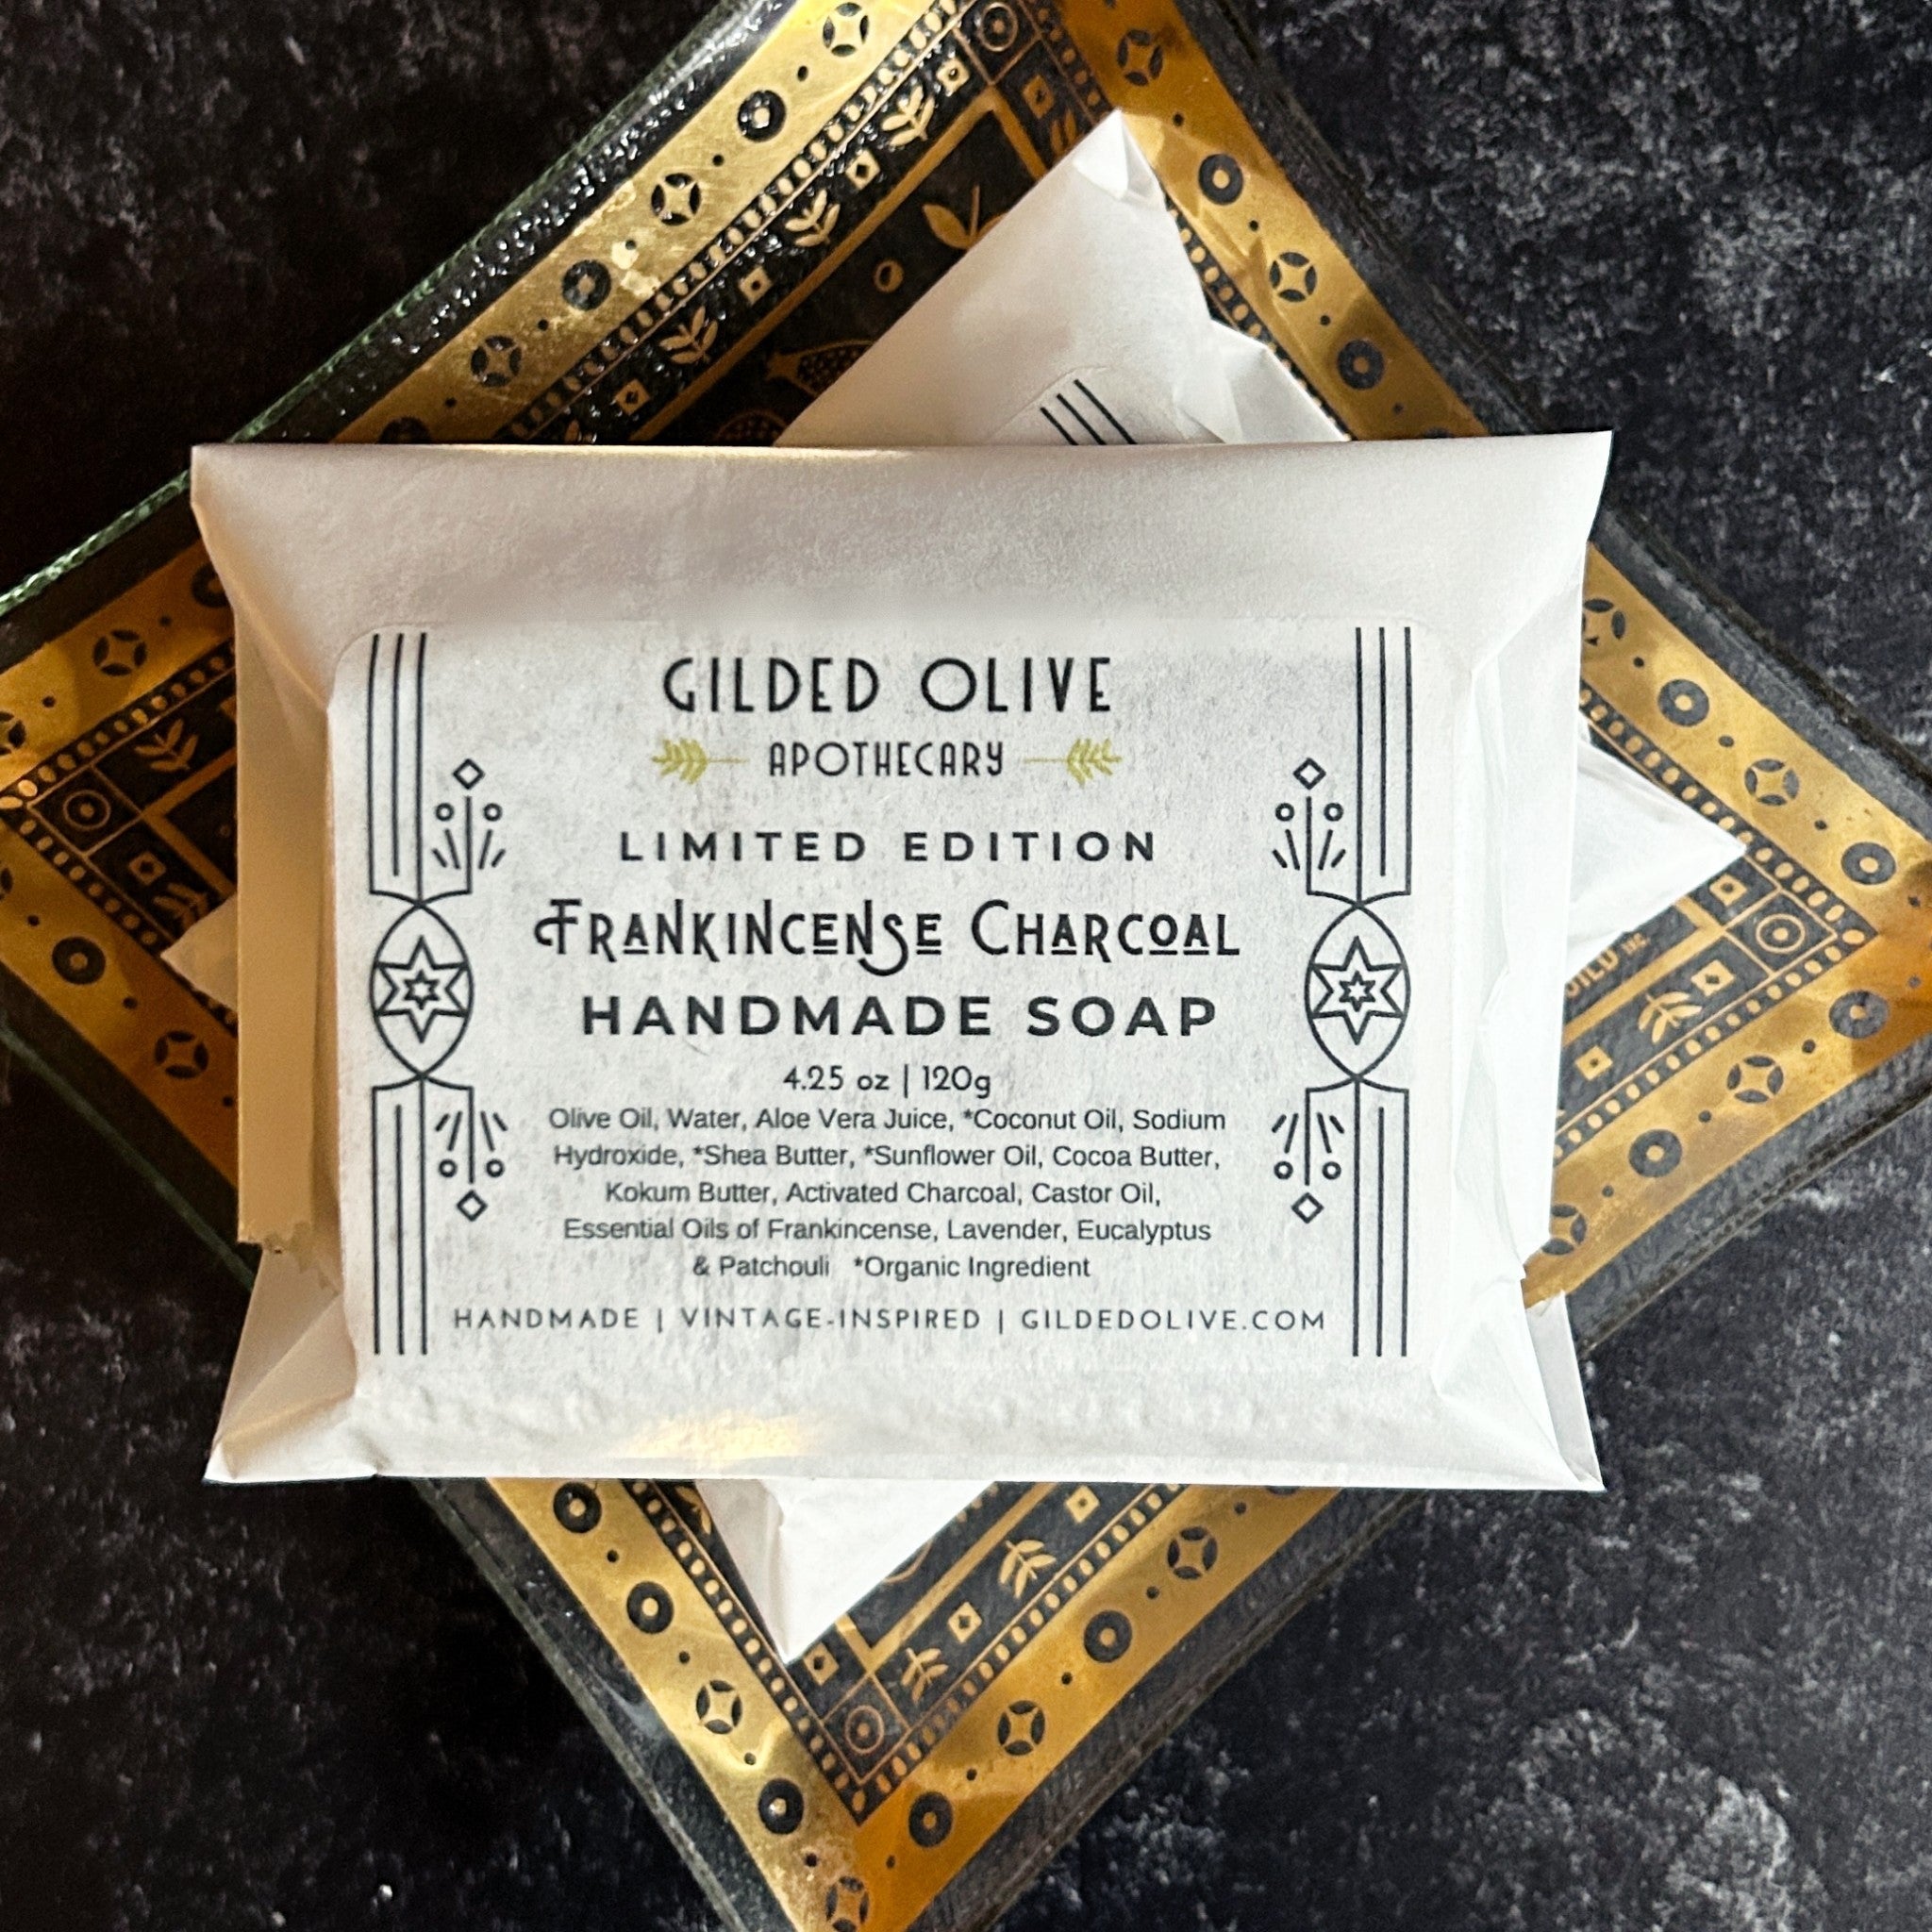 GILDED OLIVE
APOTHECARY
LIMITED EDITION
FRANKINCENSE CHARCOAL
HANDMADE SOAP
4.25 oz | 120g
Olive Oil, Water, Aloe Vera Juice, *Coconut Oil, Sodium
Hydroxide, *Shea Butter, *Sunflower Oil, Cocoa Butter,
Kokum Butter, Activated Charcoal, Castor Oil,
Essential Oils of Frankincense, Lavender, Eucalyptus
& Patchouli *Organic Ingredient
HANDMADE | VINTAGE-INSPIRED | GILDEDOLIVE.COM